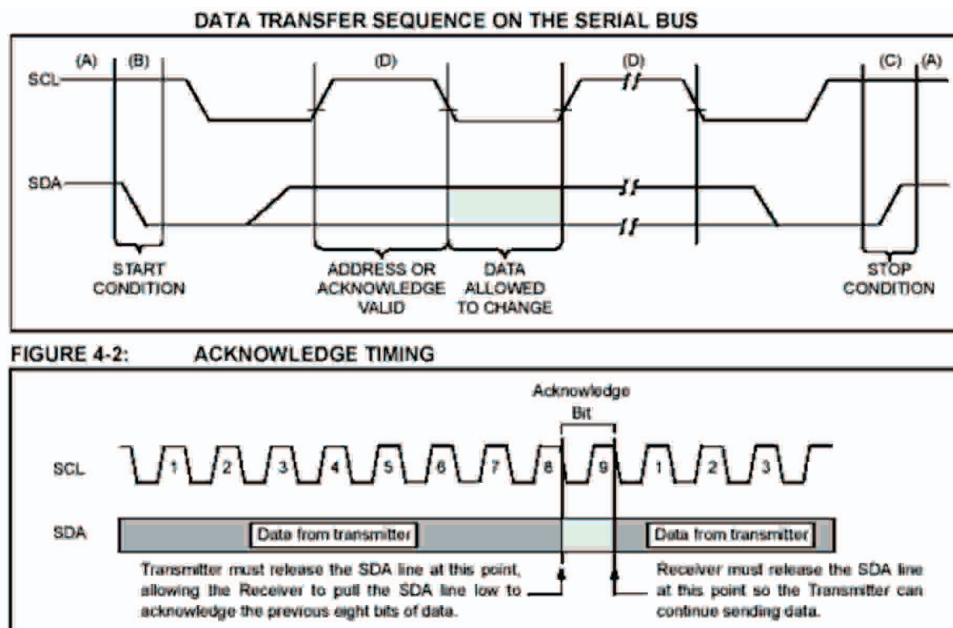 DATA TRANSFER SEQUENCE ON THE SERIAL BUS
(A) (B) (D) (D) (C) (A)
SCL
SDA
START
CONDITION
ADDRESS OR
ACKNOWLEDGE
VALID
DATA
ALLOWED
TO CHANGE
STOP
CONDITION
FIGURE 4-2: ACKNOWLEDGE TIMING
Acknowledge
Bit
SCL 1 2 3 4 5 6 7 8 9 1 2 3
SDA Data from transmitter Data from transmitter
Transmitter must release the SDA line at this point,
allowing the Receiver to pull the SDA line low to
acknowledge the previous eight bits of data.
Receiver must release the SDA line
at this point so the Transmitter can
continue sending data.